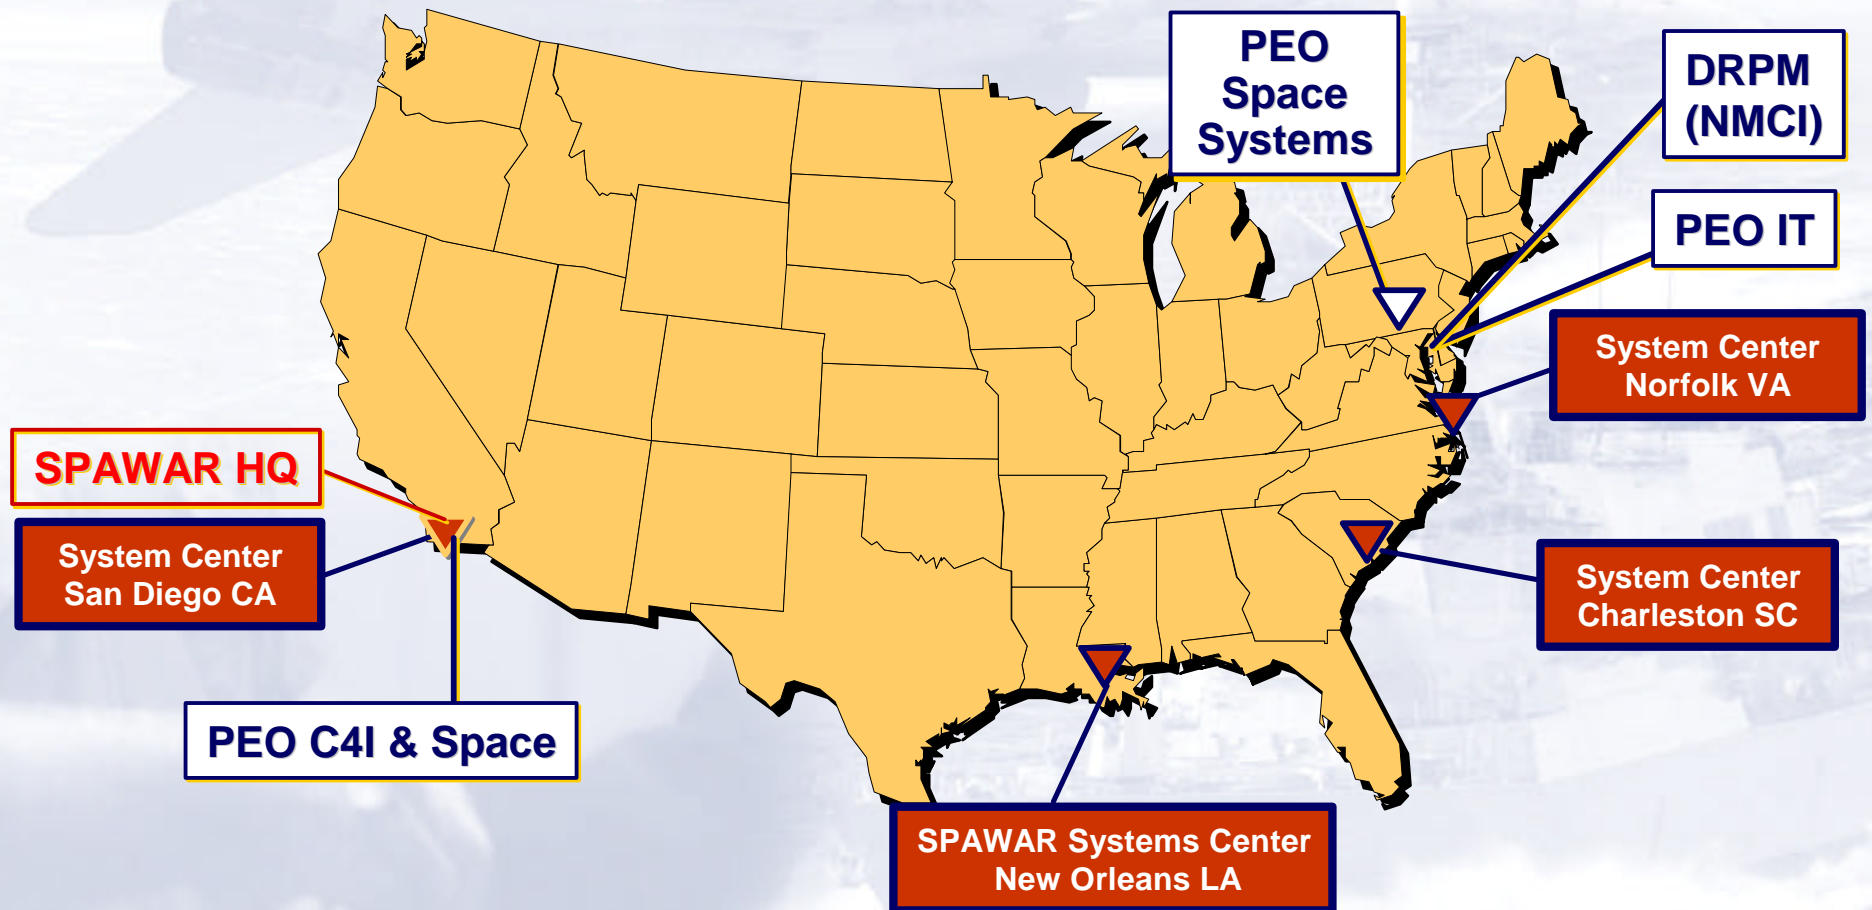 PEO
Space
Systems
DRPM
(NMCI)
PEO IT
System Center
Norfolk VA
SPAWAR HQ
System Center
San Diego CA
System Center
Charleston SC
PEO C4I & Space
SPAWAR Systems Center
New Orleans LA